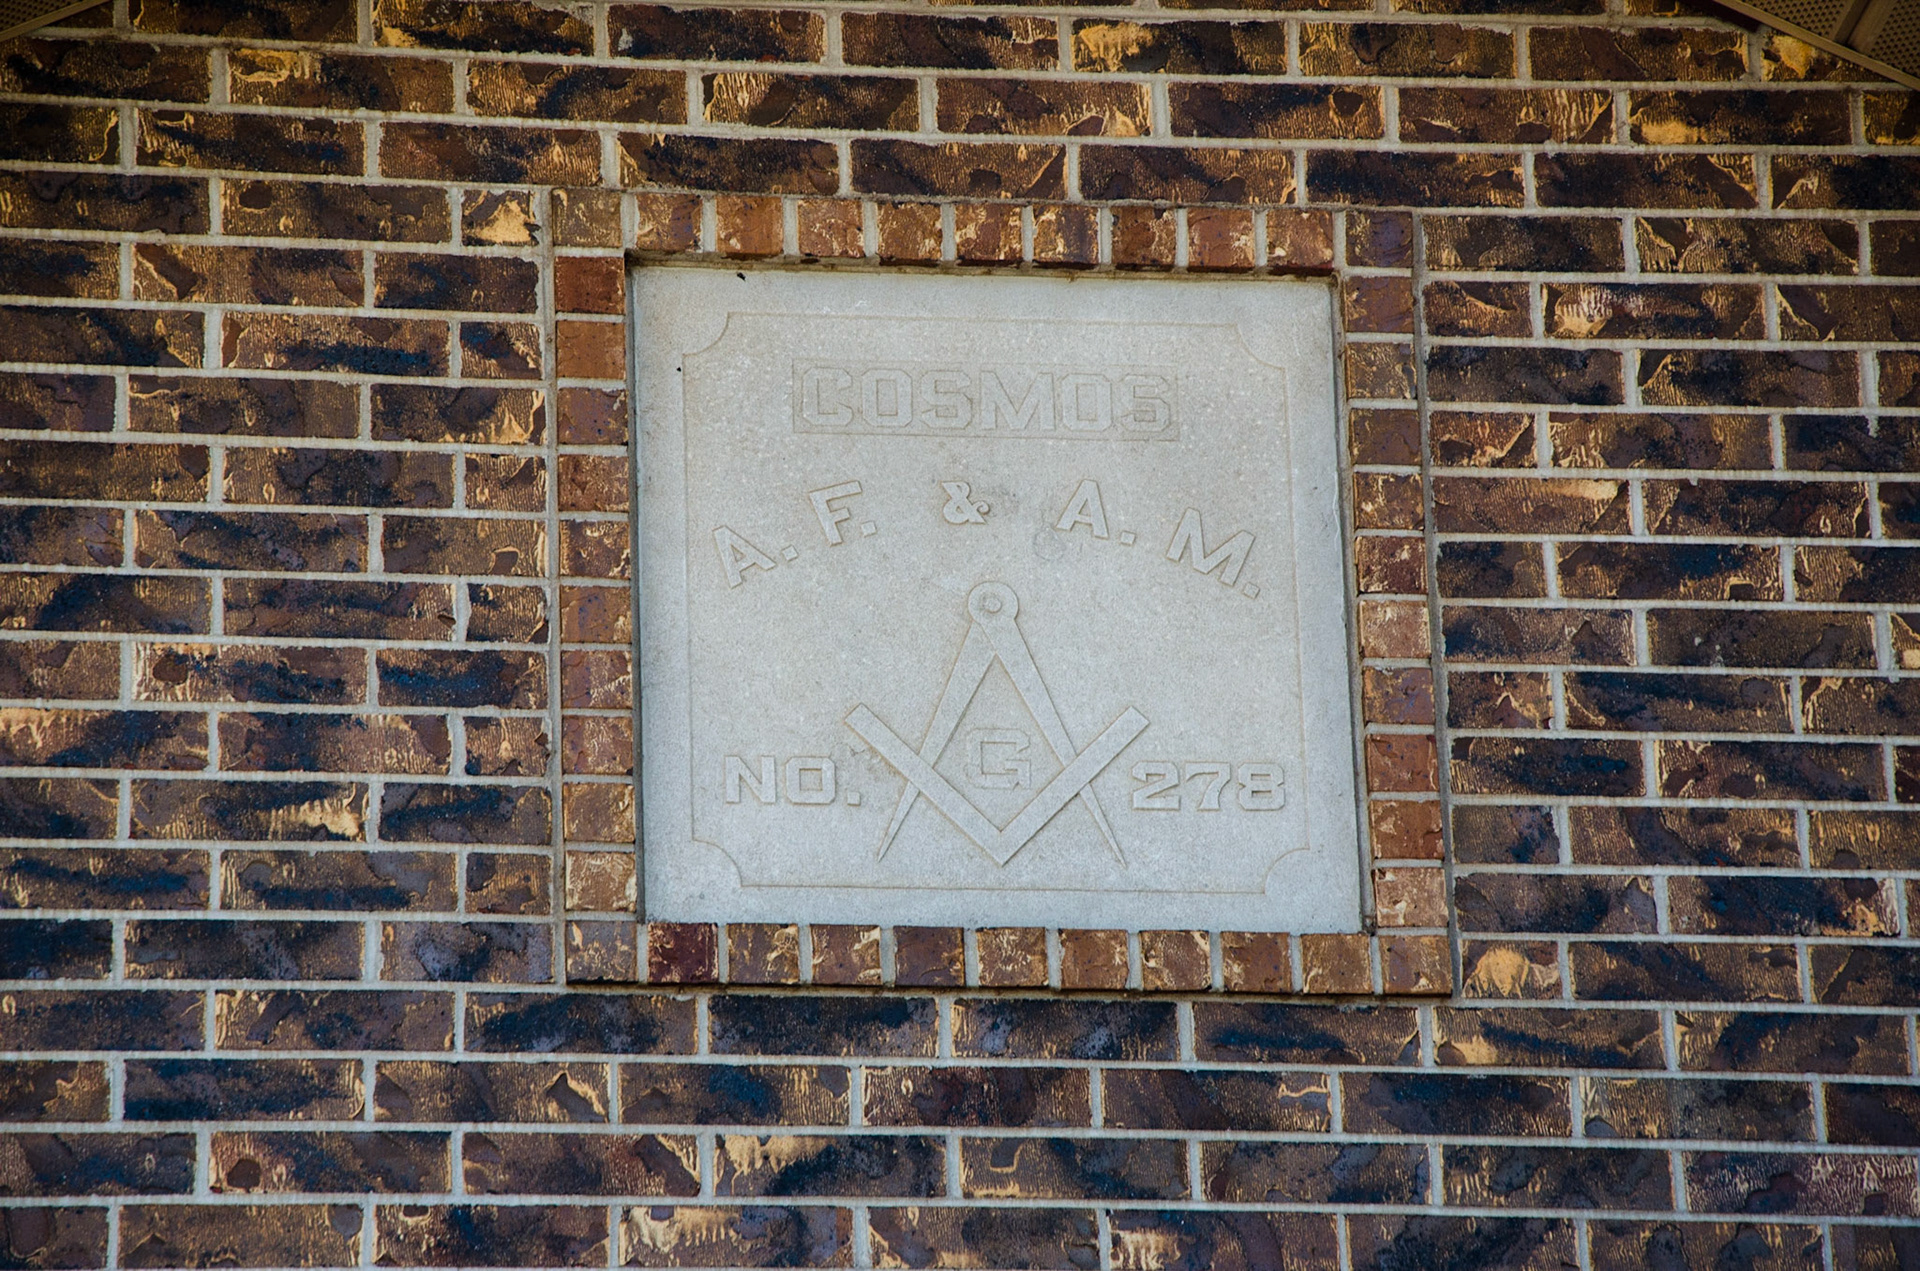 COSMOS
A. F. & A. M.
G
NO. 278